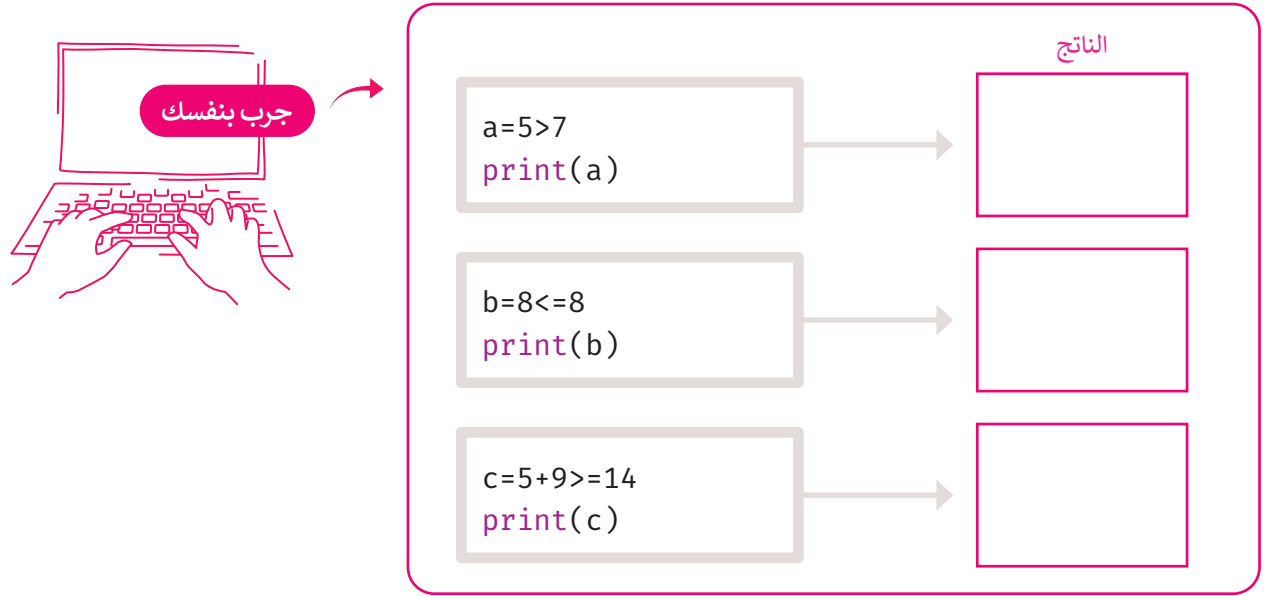 جرب بنفسك
الناتج
a=5>7
print(a)
b=8<=8
print(b)
c=5+9>=14
print(c)